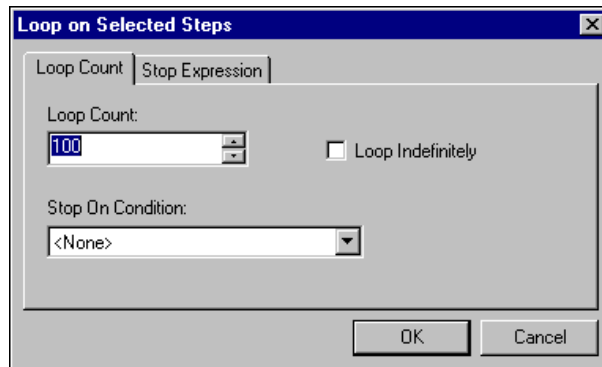 Loop on Selected Steps
Loop Count
Stop Expression
Loop Count:
100
Loop Indefinitely
Stop On Condition:
<None>
OK
Cancel